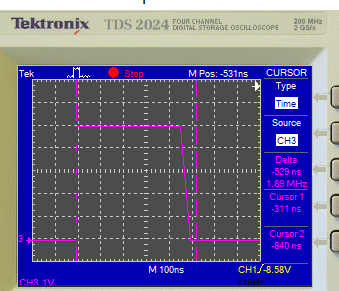 Tektronix TDS 2024 FOUR CHANNEL DIGITAL STORAGE OSCILLOSCOPE 200 MHz 2 GS/s
Tek Stop M Pos: -531ns CURSOR
Type
Time
Source
CH3
Delta
-529 ns
1.89 MHz
Cursor 1
-311 ns
Cursor 2
-840 ns
3
CH3 1V M 100ns CH1 -8.58V